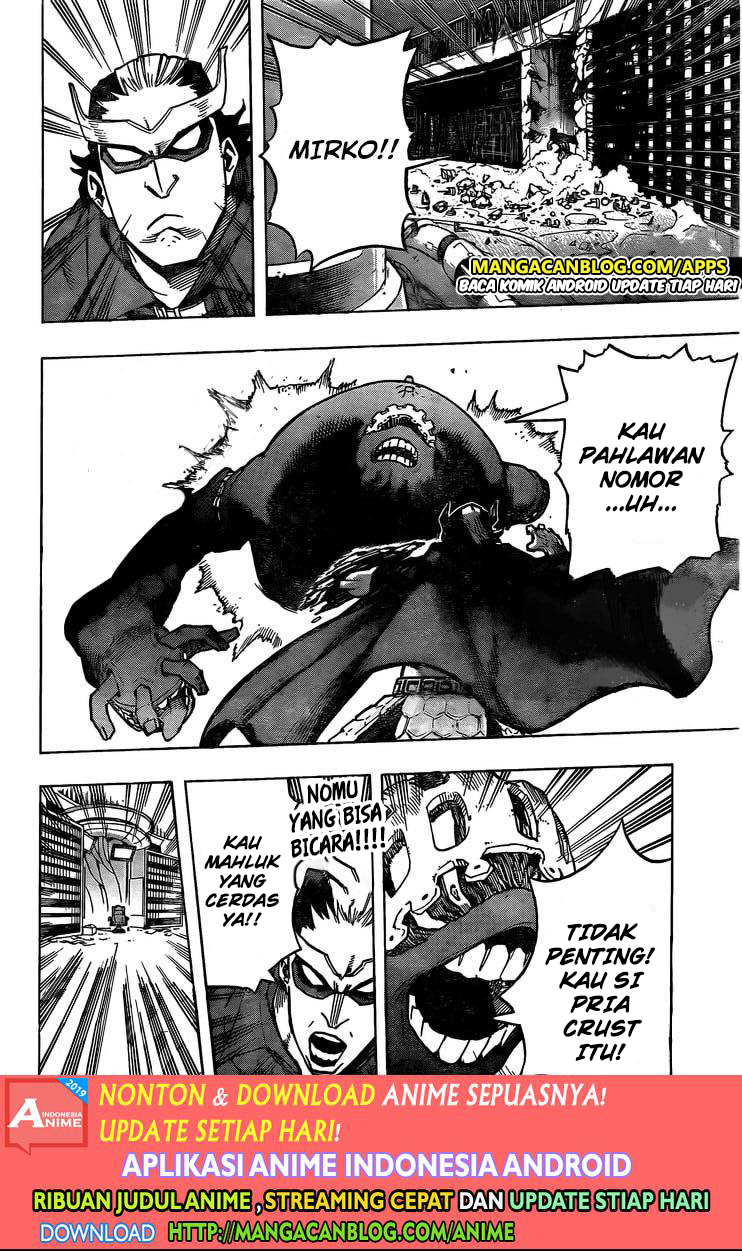 MIRKO!!
MANGACANBLOG.COM/APPS
BACA KOMIK ANDROID UPDATE TIAP HARI
KAU
PAHLAWAN
NOMOR
...UH...
NOMU
YANG BISA
BICARA!!!!
KAU
MAHLUK
YANG
CERDAS
YA!!
TIDAK
PENTING!
KAU SI
PRIA
CRUST
ITU!
2019
INDONESIA
ANIME
NONTON & DOWNLOAD ANIME SEPUASNYA!
UPDATE SETIAP HARI!
APLIKASI ANIME INDONESIA ANDROID
RIBUAN JUDUL ANIME , STREAMING CEPAT DAN UPDATE STIAP HARI
DOWNLOAD HTTP://MANGACANBLOG.COM/ANIME